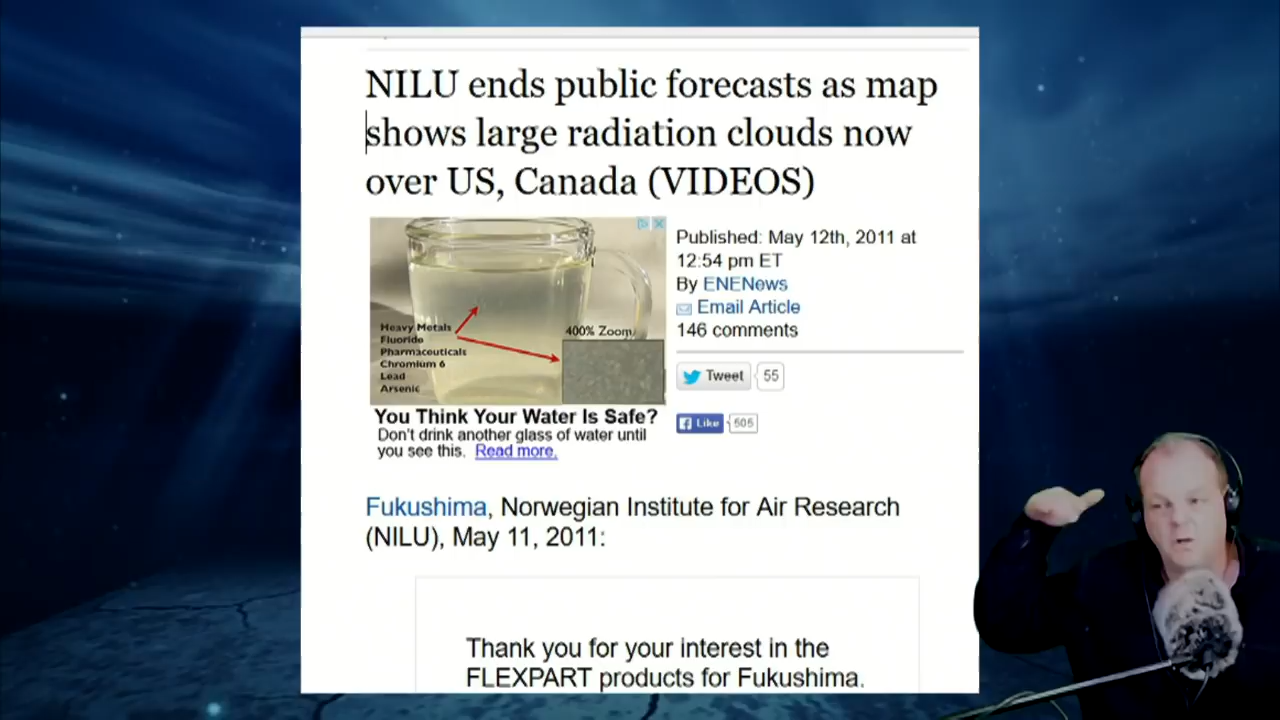 NILU ends public forecasts as map
shows large radiation clouds now
over US, Canada (VIDEOS)
Published: May 12th, 2011 at
12:54 pm ET
By ENENews
Email Article
146 comments
Tweet 55
Like 505
Heavy Metals
Fluoride
Pharmaceuticals
Chromium 6
Lead
Arsenic
400% Zoom
You Think Your Water Is Safe?
Don't drink another glass of water until
you see this. Read more.
Fukushima, Norwegian Institute for Air Research
(NILU), May 11, 2011:
Thank you for your interest in the
FLEXPART products for Fukushima.